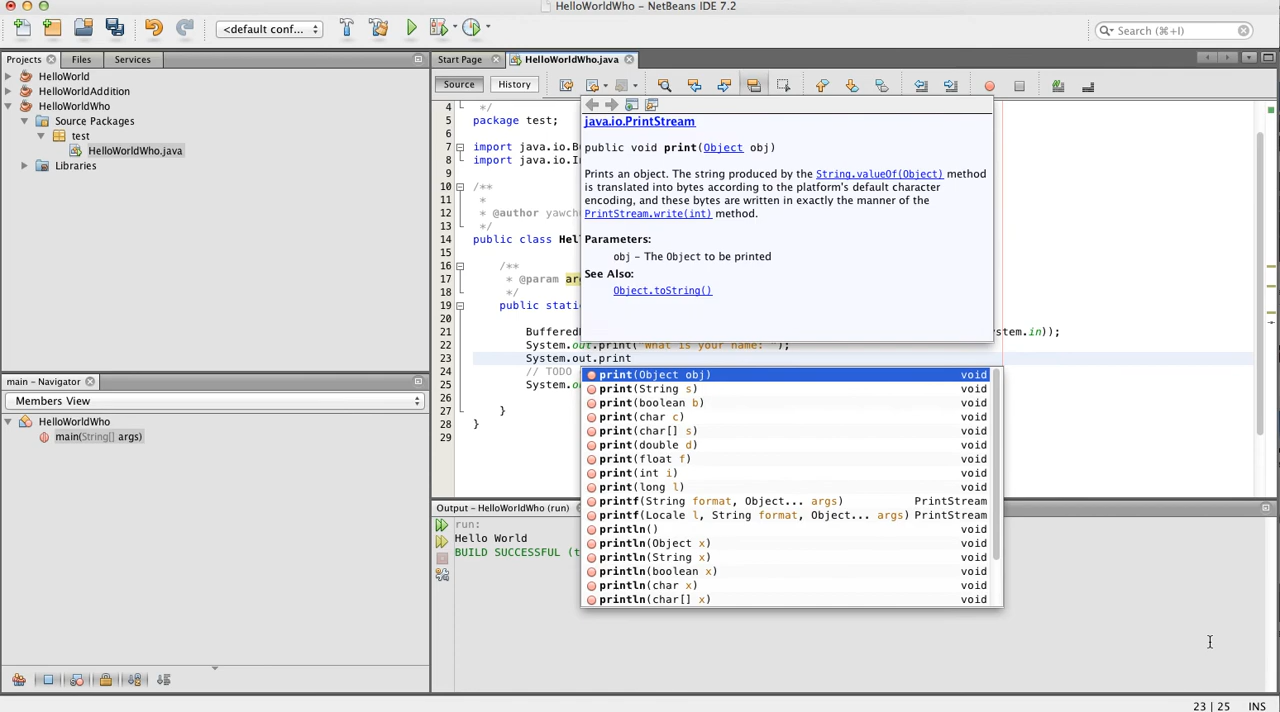 HelloWorldWho - NetBeans IDE 7.2
<default conf...
Search (⌘+I)
Projects
Files
Services
Start Page
HelloWorldWho.java
HelloWorld
HelloWorldAddition
HelloWorldWho
Source Packages
test
HelloWorldWho.java
Libraries
Source
History
4 */
5 package test;
6
7 import java.io.B
8 import java.io.In
9
10 /**
11 *
12 * @author yawch
13 */
14 public class Hel
15
16 /**
17 * @param ar
18 */
19 public stati
20
21 Buffered stem.in));
22 System.out.print("What is your name: ");
23 System.out.print
24 // TODO
25 System.o
26
27 }
28 }
29
java.io.PrintStream
public void print(Object obj)
Prints an object. The string produced by the String.valueOf(Object) method
is translated into bytes according to the platform's default character
encoding, and these bytes are written in exactly the manner of the
PrintStream.write(int) method.
Parameters:
obj - The Object to be printed
See Also:
Object.toString()
print(Object obj) void
print(String s) void
print(boolean b) void
print(char c) void
print(char[] s) void
print(double d) void
print(float f) void
print(int i) void
print(long l) void
printf(String format, Object... args) PrintStream
printf(Locale l, String format, Object... args) PrintStream
println() void
println(Object x) void
println(String x) void
println(boolean x) void
println(char x) void
println(char[] x) void
main - Navigator
Members View
HelloWorldWho
main(String[] args)
Output - HelloWorldWho (run)
run:
Hello World
BUILD SUCCESSFUL (t
23 | 25 INS